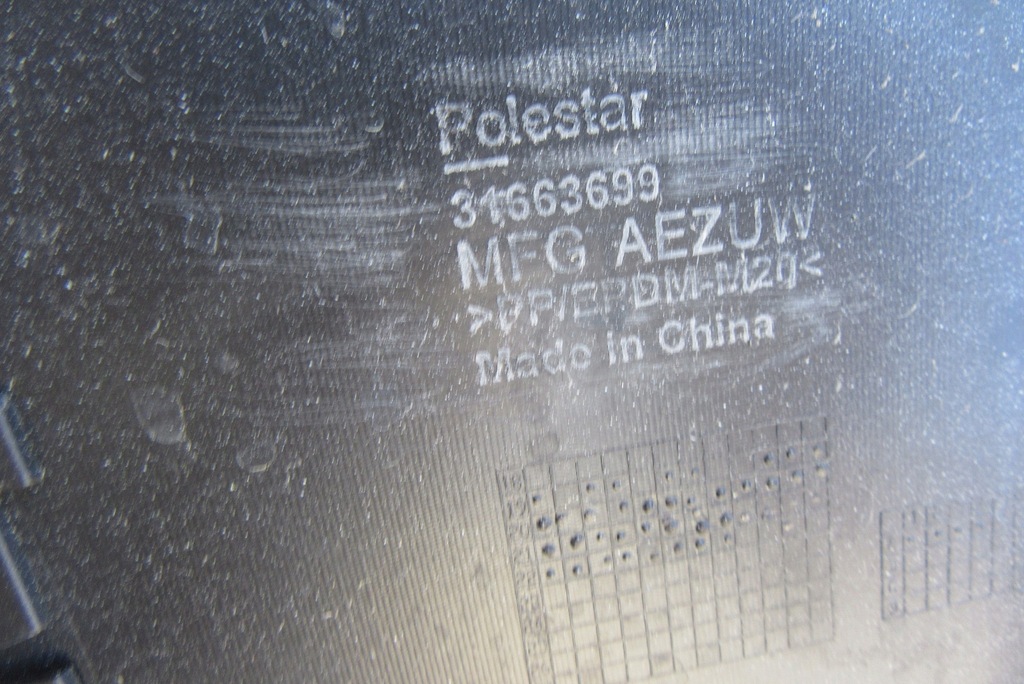 Polestar
31663699
MFG AEZUW
>PP/EPDM-M20<
Made in China